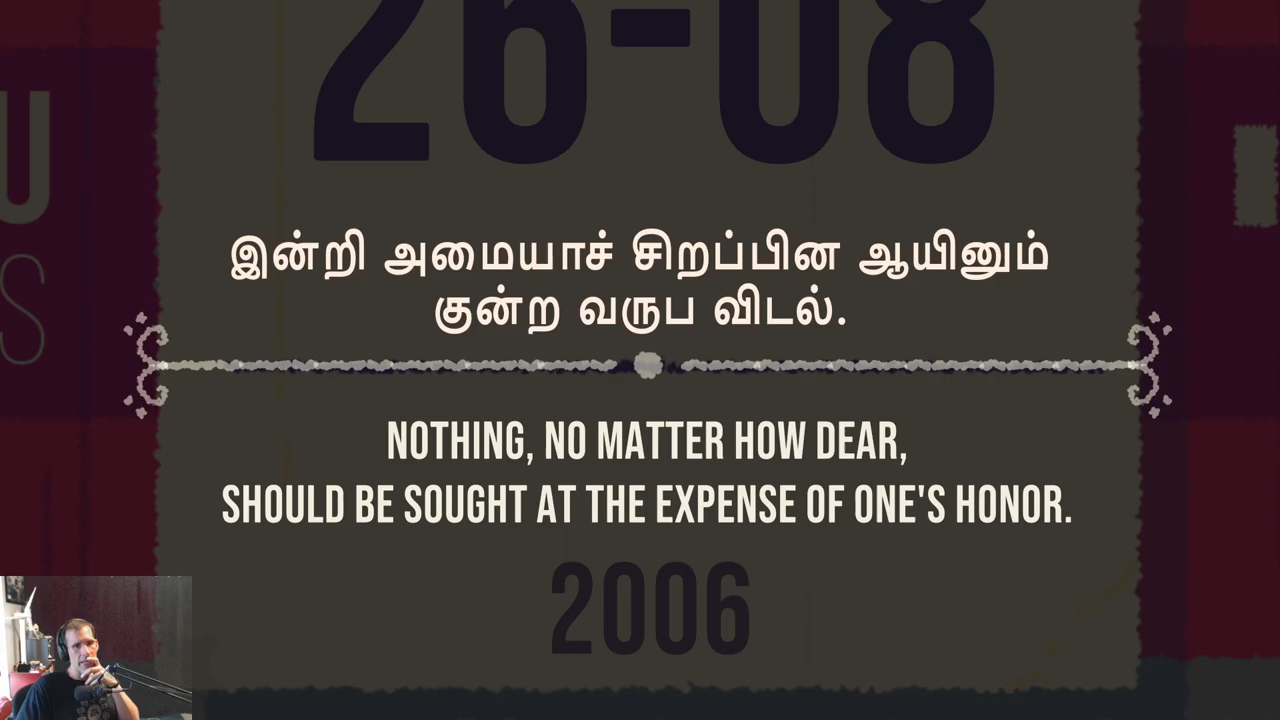 26-08
U
S
இன்றி அமையாச் சிறப்பின ஆயினும்
குன்ற வருப விடல்.
NOTHING, NO MATTER HOW DEAR,
SHOULD BE SOUGHT AT THE EXPENSE OF ONE'S HONOR.
2006